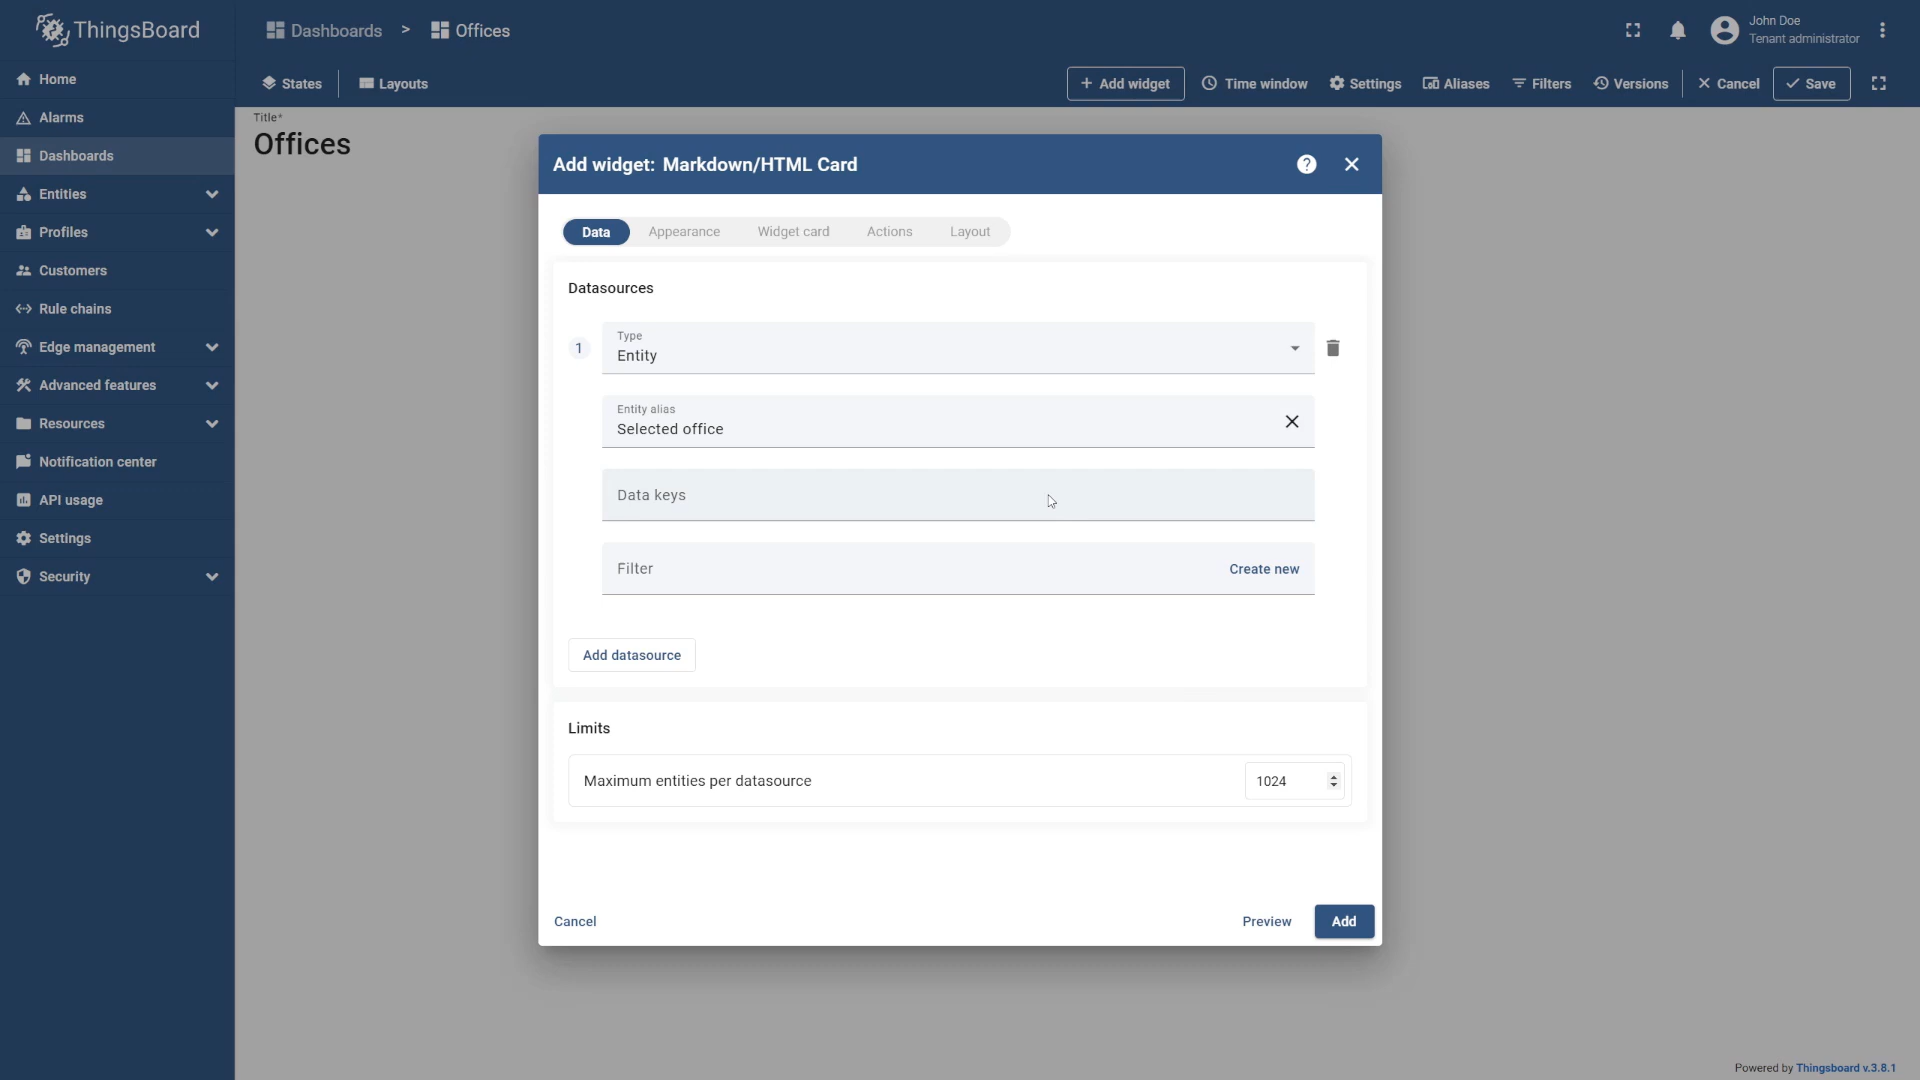 ThingsBoard
Dashboards > Offices
John Doe
Tenant administrator
Home
Alarms
Dashboards
Entities
Profiles
Customers
Rule chains
Edge management
Advanced features
Resources
Notification center
API usage
Settings
Security
States
Layouts
+ Add widget
Time window
Settings
Aliases
Filters
Versions
Cancel
Save
Title*
Offices
Add widget: Markdown/HTML Card
Data
Appearance
Widget card
Actions
Layout
Datasources
1
Type
Entity
Entity alias
Selected office
Data keys
Filter
Create new
Add datasource
Limits
Maximum entities per datasource
1024
Cancel
Preview
Add
Powered by Thingsboard v.3.8.1